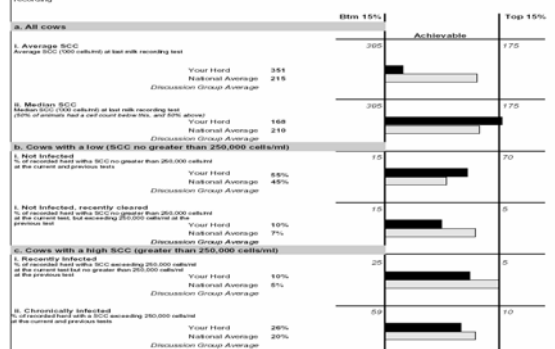 recording
Btm 15% Top 15%
a. All cows
Achievable
i. Average SCC 395 175
Average SCC ('000 cells/ml) at last milk recording test
Your Herd 351
National Average 215
Discussion Group Average
ii. Median SCC 395 175
Median SCC ('000 cells/ml) at last milk recording test
(50% of animals had a cell count below this, and 50% above)
Your Herd 168
National Average 210
Discussion Group Average
b. Cows with a low (SCC no greater than 250,000 cells/ml)
i. Not Infected 15 70
% of recorded herd with a SCC no greater than 250,000 cells/ml
at the current and previous tests
Your Herd 55%
National Average 45%
Discussion Group Average
i. Not Infected, recently cleared 15 5
% of recorded herd with a SCC no greater than 250,000 cells/ml
at the current test, but exceeding 250,000 cells/ml at the
previous test
Your Herd 10%
National Average 7%
Discussion Group Average
c. Cows with a high SCC (greater than 250,000 cells/ml)
i. Recently Infected 25 5
% of recorded herd with a SCC exceeding 250,000 cells/ml
at the current test but no greater than 250,000 cells/ml
at the previous test
Your Herd 10%
National Average 5%
Discussion Group Average
ii. Chronically Infected 59 10
% of recorded herd with a SCC exceeding 250,000 cells/ml
at the current and previous tests
Your Herd 26%
National Average 20%